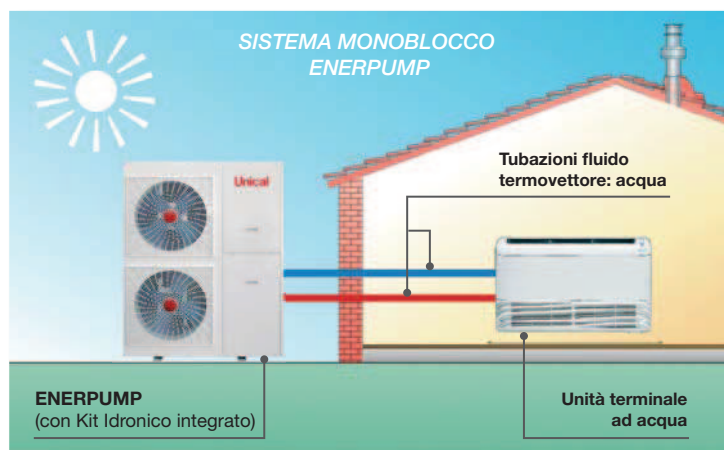 SISTEMA MONOBLOCCO
ENERPUMP
Unical
Tubazioni fluido
termovettore: acqua
ENERPUMP
(con Kit Idronico integrato)
Unità terminale
ad acqua